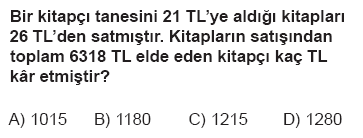 Bir kitapçı tanesini 21 TL’ye aldığı kitapları
26 TL’den satmıştır. Kitapların satışından
toplam 6318 TL elde eden kitapçı kaç TL
kâr etmiştir?
A) 1015 B) 1180 C) 1215 D) 1280